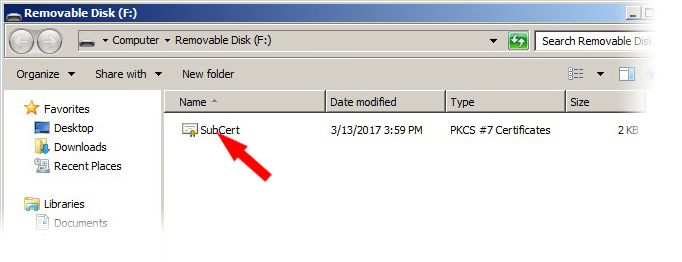 Removable Disk (F:)
Computer Removable Disk (F:) Search Removable Dis
Organize Share with New folder
Name Date modified Type Size
Favorites
Desktop
Downloads
Recent Places
Libraries
Documents
SubCert 3/13/2017 3:59 PM PKCS #7 Certificates 2 KB